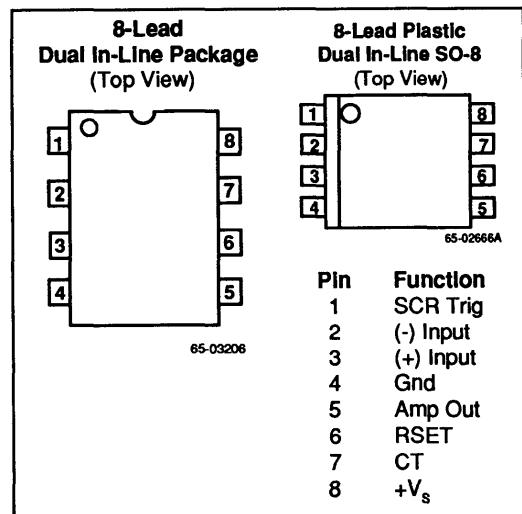 8-Lead
Dual In-Line Package
(Top View)
1
2
3
4
8
7
6
5
65-03206
8-Lead Plastic
Dual In-Line SO-8
(Top View)
1
2
3
4
8
7
6
5
65-02666A
Pin Function
1 SCR Trig
2 (-) Input
3 (+) Input
4 Gnd
5 Amp Out
6 RSET
7 CT
8 +Vs